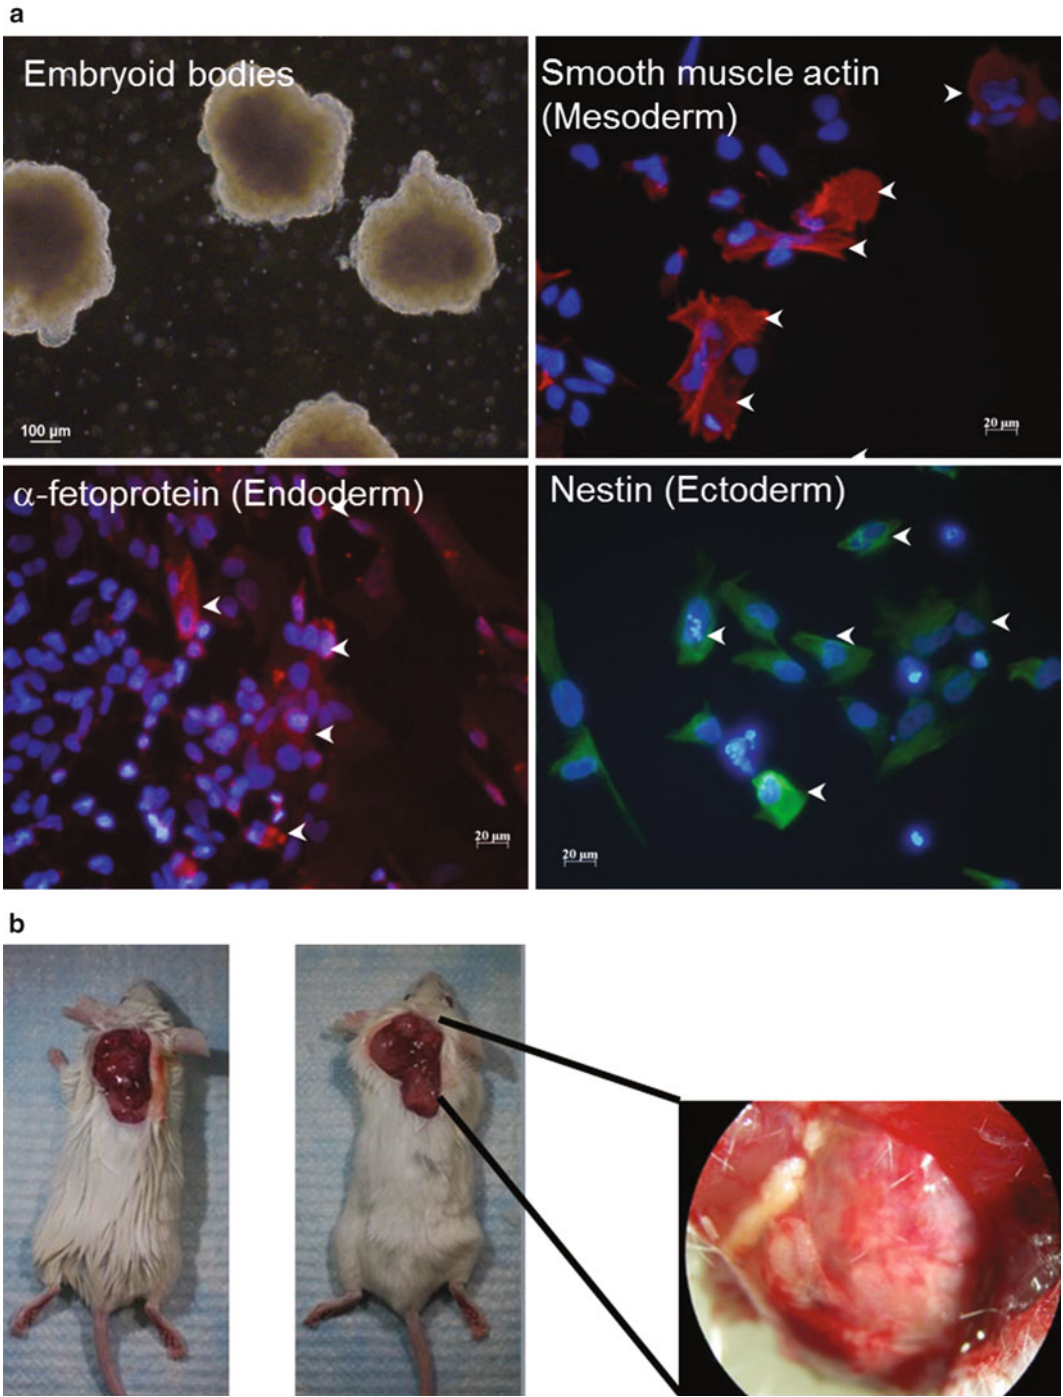 a
Embryoid bodies
100 µm
Smooth muscle actin
(Mesoderm)
20 µm
α-fetoprotein (Endoderm)
20 µm
Nestin (Ectoderm)
20 µm
b